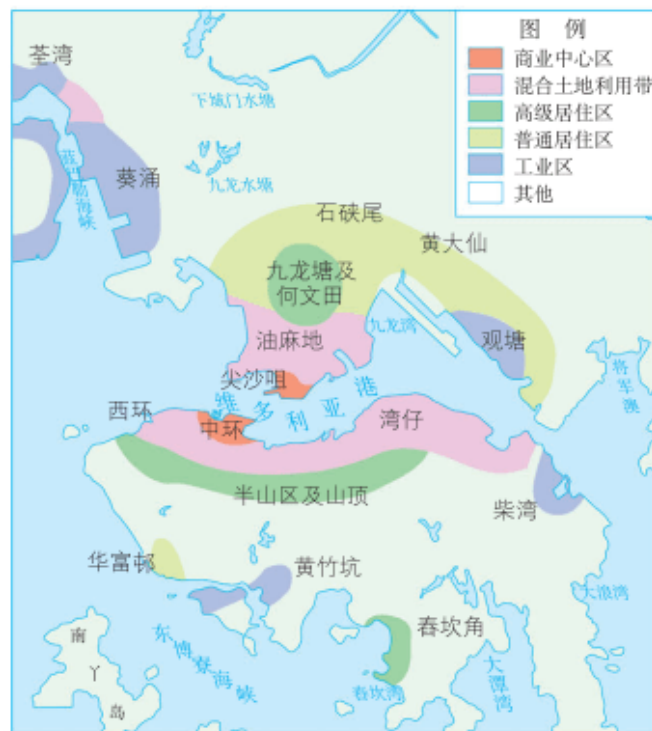 图 例
商业中心区
混合土地利用带
高级居住区
普通居住区
工业区
其他
荃湾
下城门水塘
葵涌
蓝巴勒海峡
九龙水塘
石硖尾
黄大仙
九龙塘及
何文田
油麻地
九龙湾
观塘
将军澳
尖沙咀
维多利亚港
西环
中环
湾仔
半山区及山顶
柴湾
华富邨
黄竹坑
大浪湾
舂坎角
南丫岛
东博寮海峡
舂坎湾
大潭湾